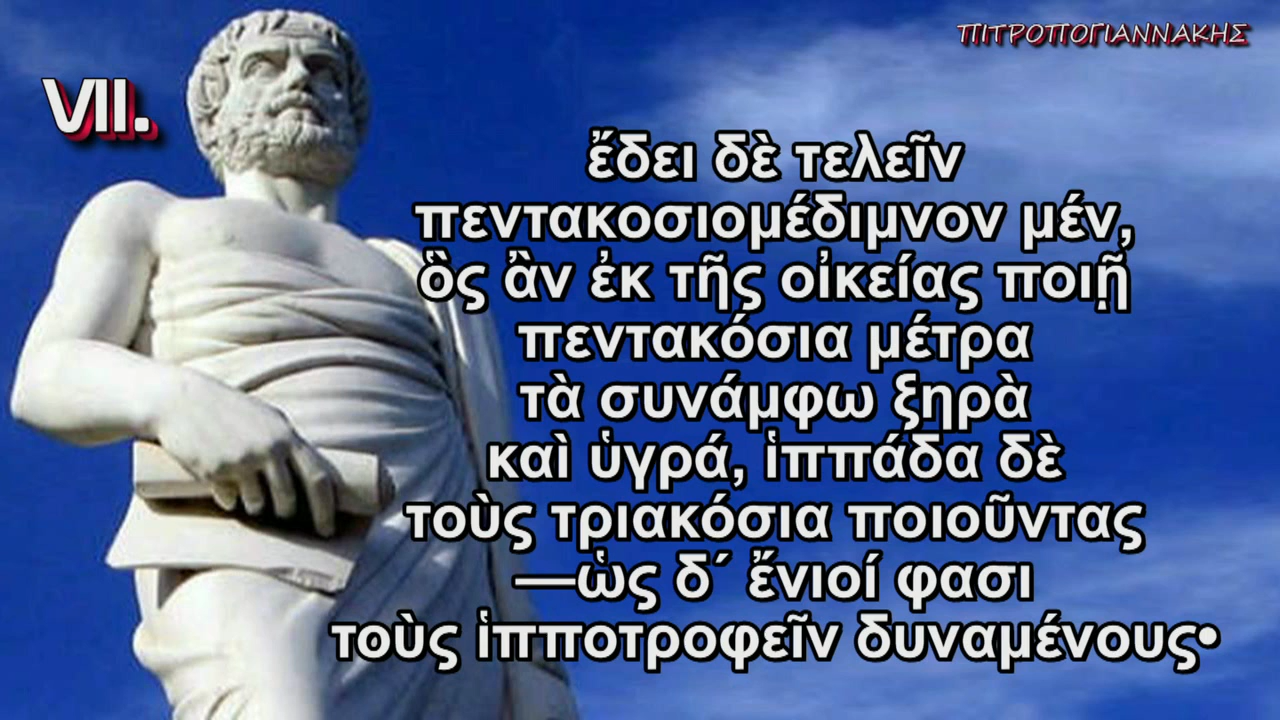 ΠΙΤΡΟΠΟΓΙΑΝΝΑΚΗΣ
VII.
ἔδει δὲ τελεῖν
πεντακοσιομέδιμνον μέν,
ὃς ἂν ἐκ τῆς οἰκείας ποιῇ
πεντακόσια μέτρα
τὰ συνάμφω ξηρὰ
καὶ ὑγρά, ἱππάδα δὲ
τοὺς τριακόσια ποιοῦντας
—ὡς δ´ ἔνιοί φασι
τοὺς ἱπποτροφεῖν δυναμένους•